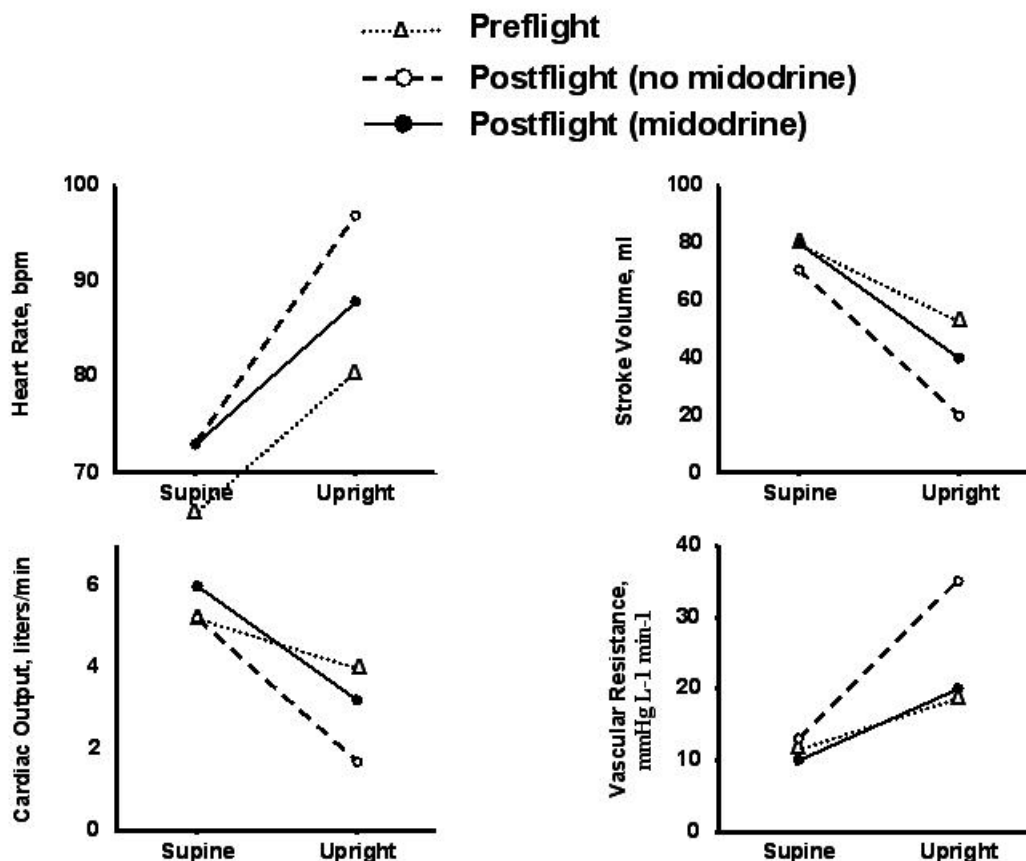 Preflight
Postflight (no midodrine)
Postflight (midodrine)
Heart Rate, bpm
100
90
80
70
Supine
Upright
Stroke Volume, ml
100
80
60
40
20
0
Supine
Upright
Cardiac Output, liters/min
6
4
2
0
Supine
Upright
Vascular Resistance,
mmHg L-1 min-1
40
30
20
10
0
Supine
Upright